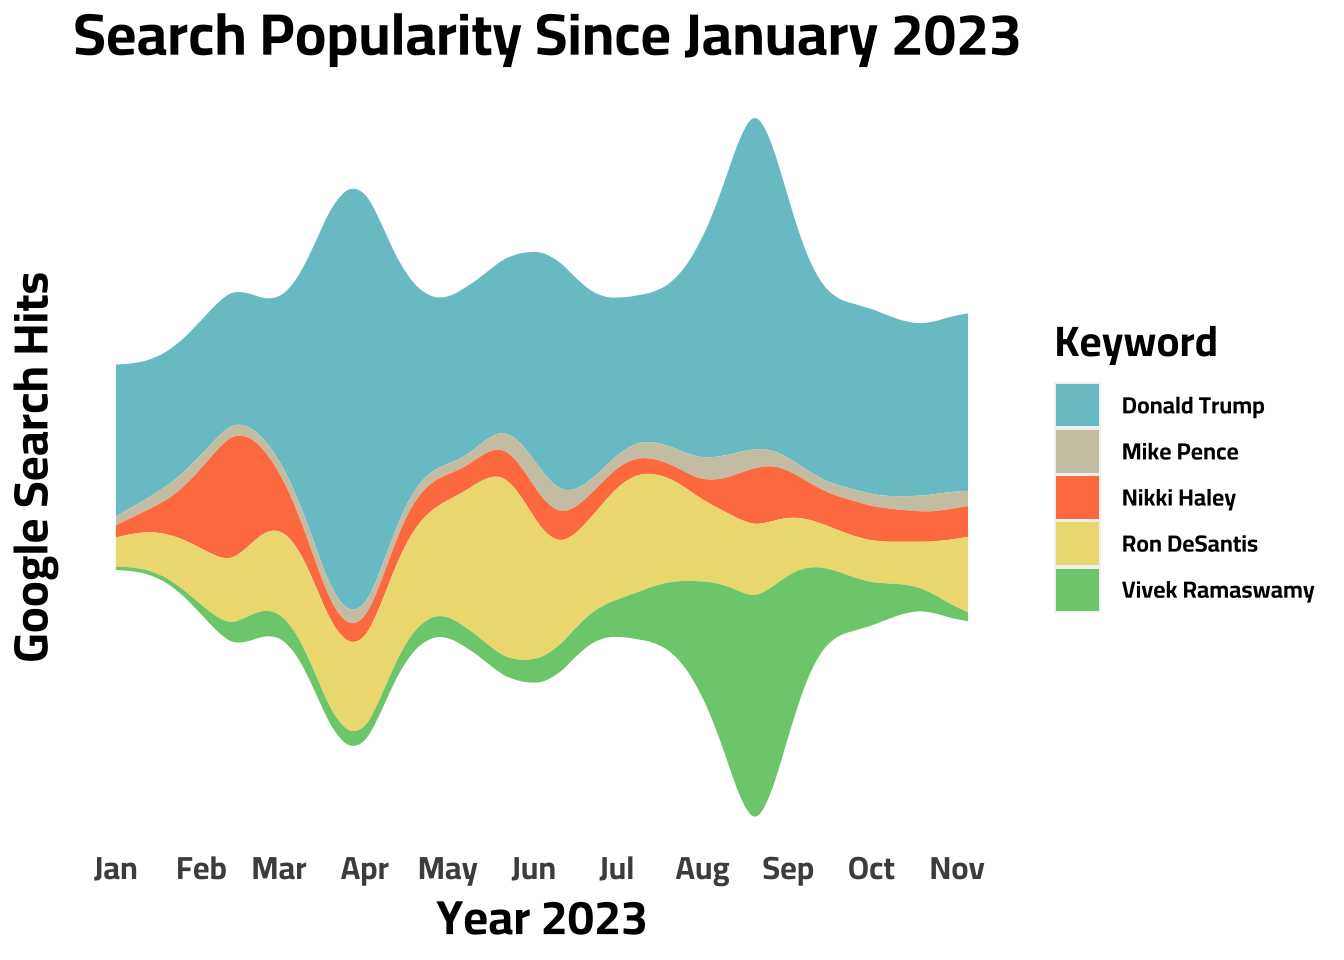 Search Popularity Since January 2023
Google Search Hits
Keyword
Donald Trump
Mike Pence
Nikki Haley
Ron DeSantis
Vivek Ramaswamy
Jan Feb Mar Apr May Jun Jul Aug Sep Oct Nov
Year 2023